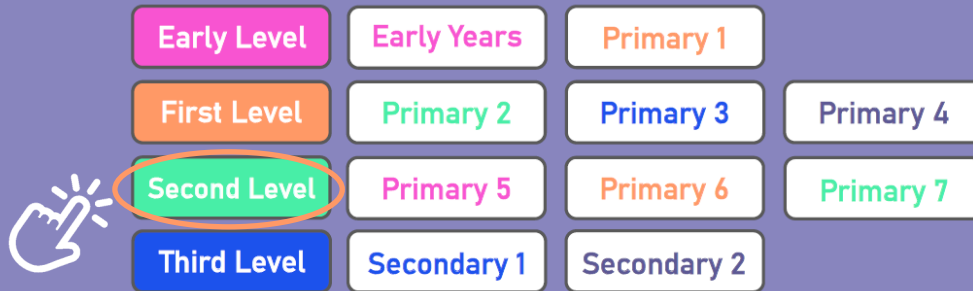 Early Level Early Years Primary 1
First Level Primary 2 Primary 3 Primary 4
Second Level Primary 5 Primary 6 Primary 7
Third Level Secondary 1 Secondary 2